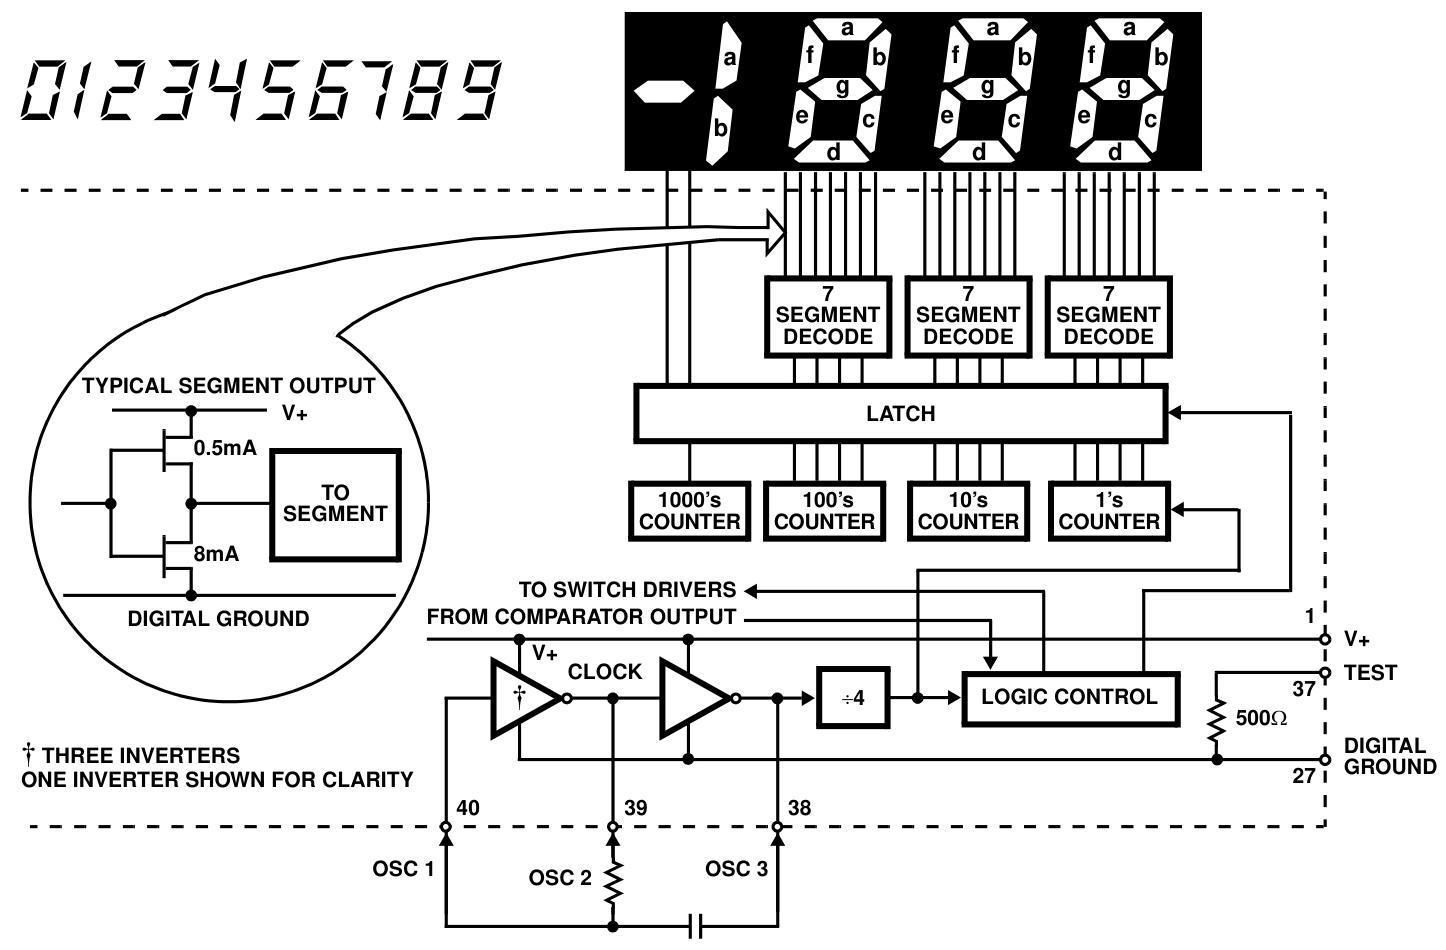 0123456789
a
b
a
f b
g
e c
d
a
f b
g
e c
d
a
f b
g
e c
d
7
SEGMENT
DECODE
7
SEGMENT
DECODE
7
SEGMENT
DECODE
LATCH
1000's
COUNTER
100's
COUNTER
10's
COUNTER
1's
COUNTER
TYPICAL SEGMENT OUTPUT
V+
0.5mA
TO
SEGMENT
8mA
DIGITAL GROUND
TO SWITCH DRIVERS
FROM COMPARATOR OUTPUT
1
V+
V+
CLOCK
TEST
37
†
÷4
LOGIC CONTROL
500Ω
DIGITAL
GROUND
27
† THREE INVERTERS
ONE INVERTER SHOWN FOR CLARITY
40
39
38
OSC 1
OSC 2
OSC 3